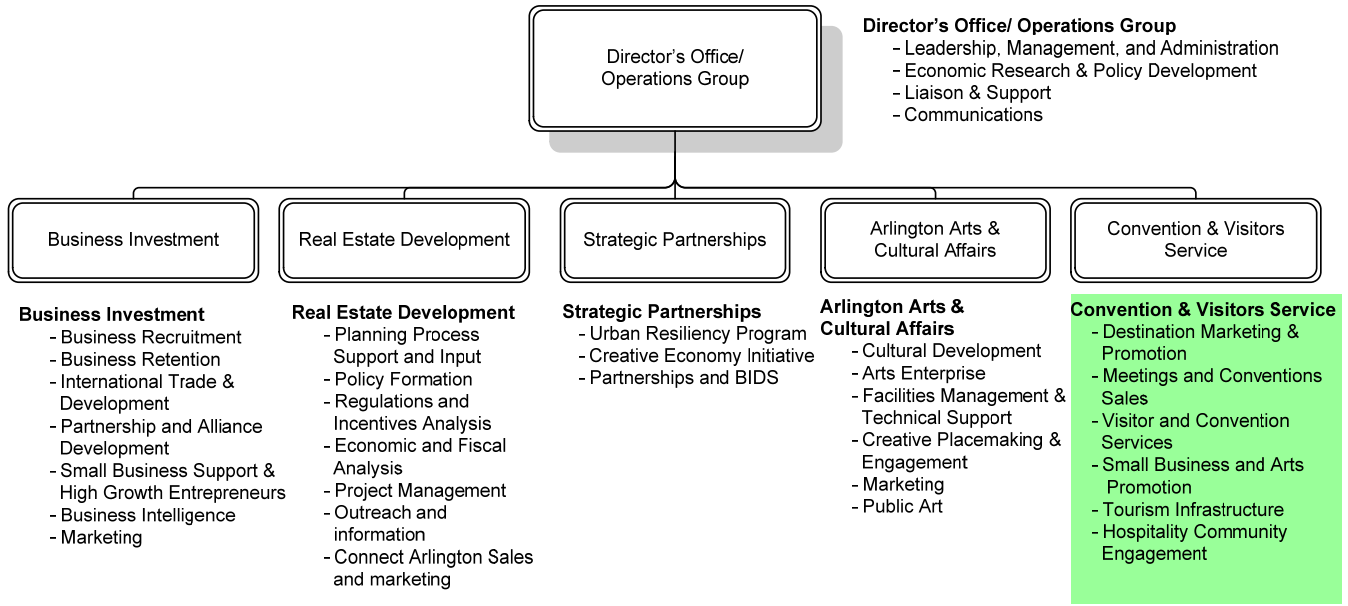 Director’s Office/
Operations Group
Director’s Office/ Operations Group
- Leadership, Management, and Administration
- Economic Research & Policy Development
- Liaison & Support
- Communications
Business Investment
Real Estate Development
Strategic Partnerships
Arlington Arts &
Cultural Affairs
Convention & Visitors
Service
Business Investment
- Business Recruitment
- Business Retention
- International Trade &
Development
- Partnership and Alliance
Development
- Small Business Support &
High Growth Entrepreneurs
- Business Intelligence
- Marketing
Real Estate Development
- Planning Process
Support and Input
- Policy Formation
- Regulations and
Incentives Analysis
- Economic and Fiscal
Analysis
- Project Management
- Outreach and
information
- Connect Arlington Sales
and marketing
Strategic Partnerships
- Urban Resiliency Program
- Creative Economy Initiative
- Partnerships and BIDS
Arlington Arts &
Cultural Affairs
- Cultural Development
- Arts Enterprise
- Facilities Management &
Technical Support
- Creative Placemaking &
Engagement
- Marketing
- Public Art
Convention & Visitors Service
- Destination Marketing &
Promotion
- Meetings and Conventions
Sales
- Visitor and Convention
Services
- Small Business and Arts
Promotion
- Tourism Infrastructure
- Hospitality Community
Engagement